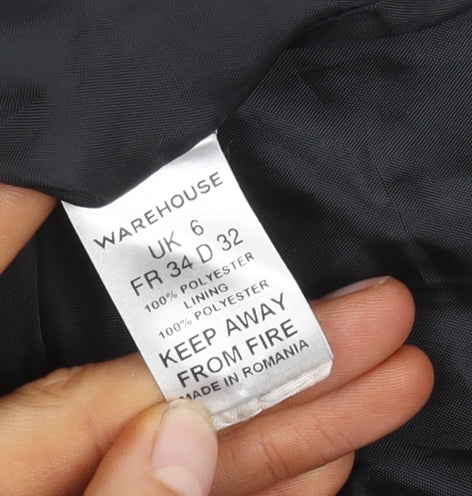 WAREHOUSE
UK 6
FR 34 D 32
100% POLYESTER
LINING
100% POLYESTER
KEEP AWAY
FROM FIRE
MADE IN ROMANIA